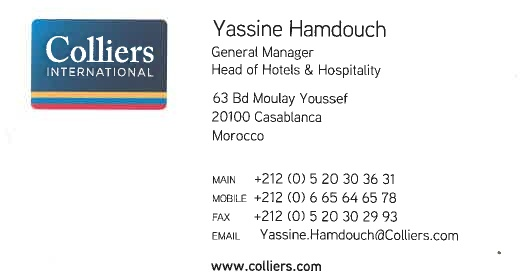 Colliers
INTERNATIONAL
Yassine Hamdouch
General Manager
Head of Hotels & Hospitality
63 Bd Moulay Youssef
20100 Casablanca
Morocco
MAIN +212 (0) 5 20 30 36 31
MOBILE +212 (0) 6 65 64 65 78
FAX +212 (0) 5 20 30 29 93
EMAIL Yassine.Hamdouch@Colliers.com
www.colliers.com